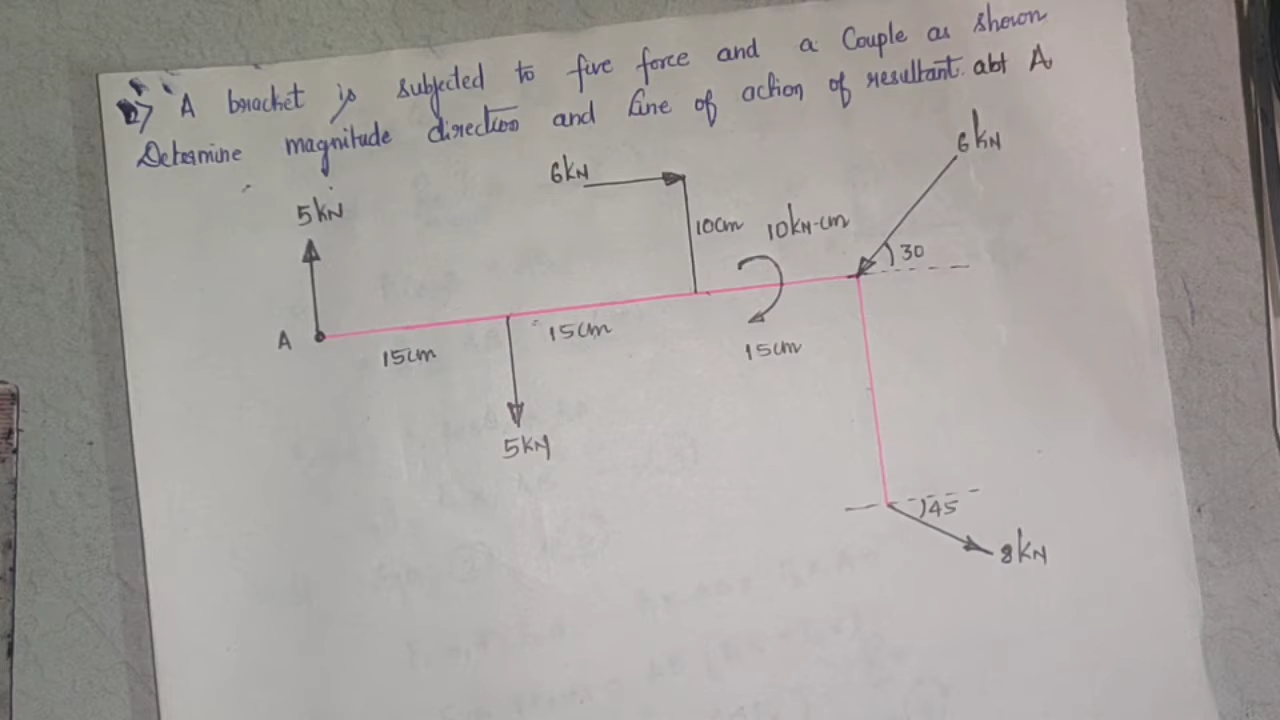 2) A bracket is subjected to five force and a Couple as shown
Determine magnitude direction and line of action of resultant. abt A
6kN
6kN
5kN
10cm
10kN-cm
30
A
15cm
15cm
15cm
5kN
45
8kN